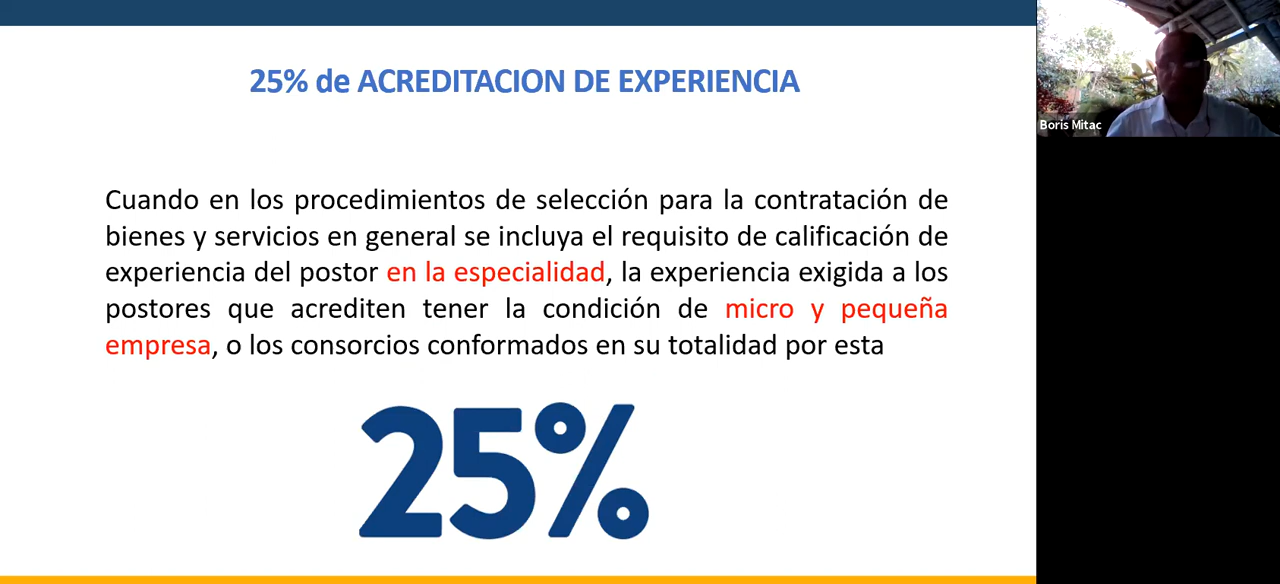 25% de ACREDITACION DE EXPERIENCIA
Cuando en los procedimientos de selección para la contratación de
bienes y servicios en general se incluya el requisito de calificación de
experiencia del postor en la especialidad, la experiencia exigida a los
postores que acrediten tener la condición de micro y pequeña
empresa, o los consorcios conformados en su totalidad por esta
25%
Boris Mitac